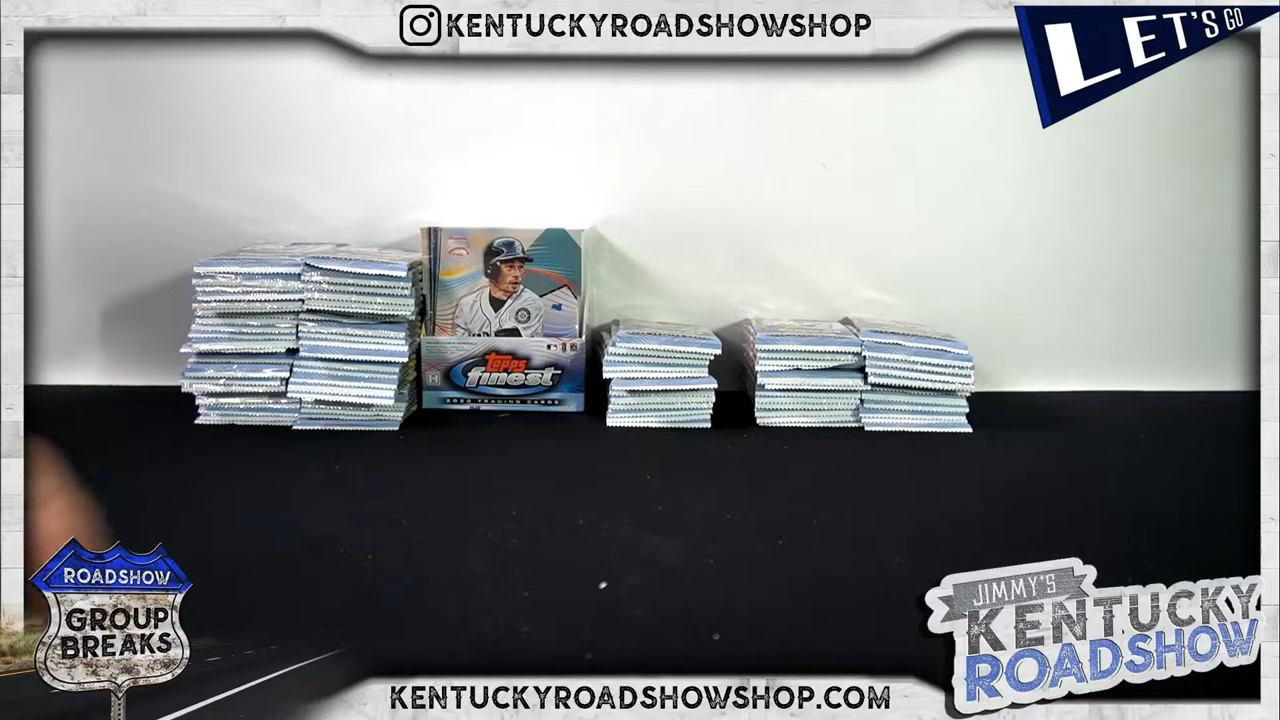 KENTUCKYROADSHOWSHOP
LET'S GO
topps
finest
2020 TRADING CARDS
ROADSHOW
GROUP
BREAKS
JIMMY'S
KENTUCKY
ROADSHOW
KENTUCKYROADSHOWSHOP.COM